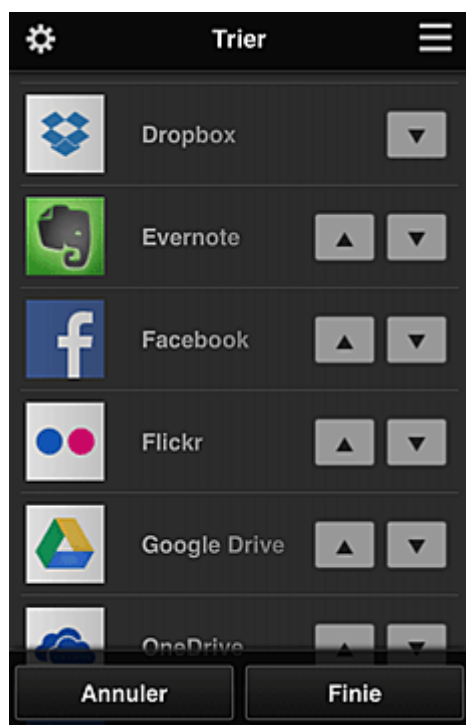 Trier
Dropbox
Evernote
Facebook
Flickr
Google Drive
OneDrive
Annuler Finie